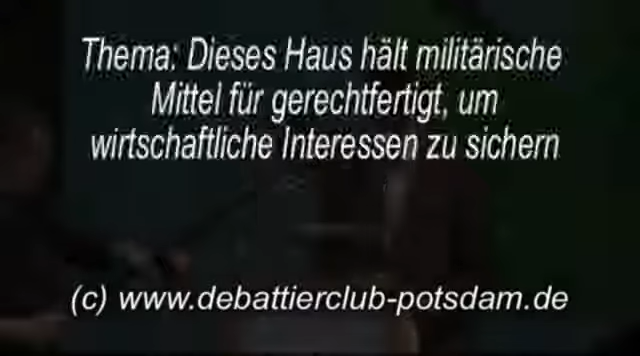 Thema: Dieses Haus hält militärische
Mittel für gerechtfertigt, um
wirtschaftliche Interessen zu sichern
(c) www.debattierclub-potsdam.de